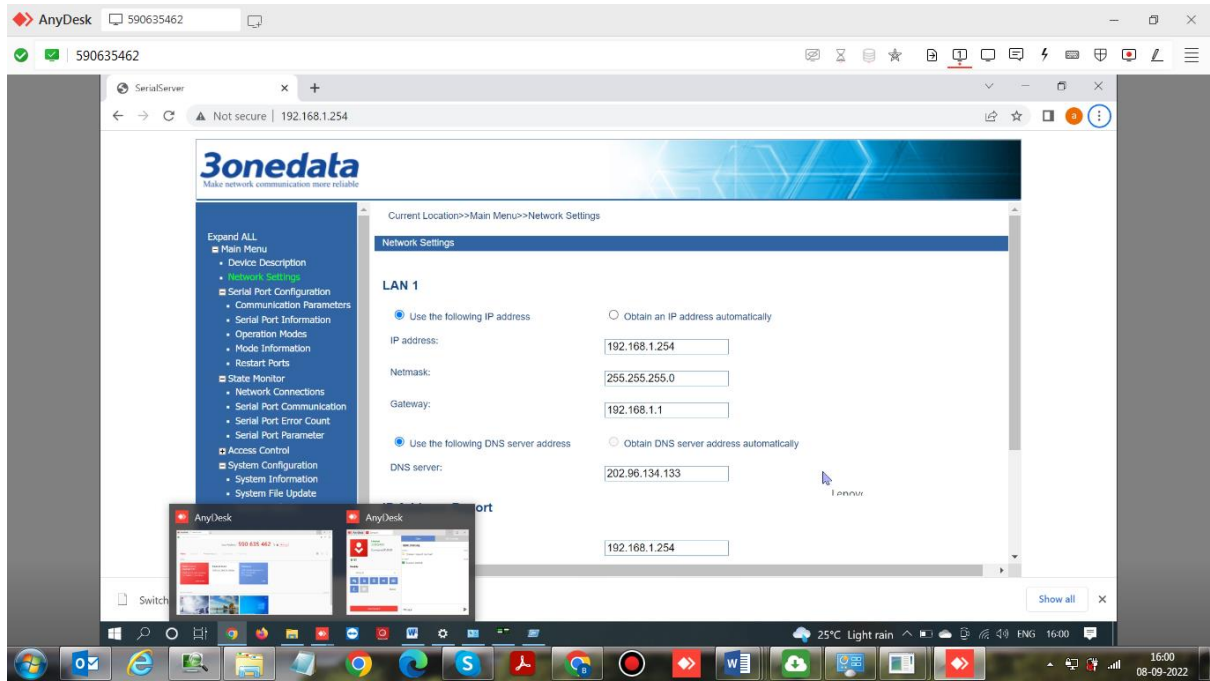 AnyDesk 590635462
590635462
SerialServer
Not secure 192.168.1.254
a
3onedata
Make network communication more reliable
Expand ALL
Main Menu
Device Description
Network Settings
Serial Port Configuration
Communication Parameters
Serial Port Information
Operation Modes
Mode Information
Restart Ports
State Monitor
Network Connections
Serial Port Communication
Serial Port Error Count
Serial Port Parameter
Access Control
System Configuration
System Information
System File Update
Current Location>>Main Menu>>Network Settings
Network Settings
LAN 1
Use the following IP address Obtain an IP address automatically
IP address: 192.168.1.254
Netmask: 255.255.255.0
Gateway: 192.168.1.1
Use the following DNS server address Obtain DNS server address automatically
DNS server: 202.96.134.133
192.168.1.254
AnyDesk AnyDesk
590 635 462
Switch
Show all
25°C Light rain ENG 16:00
16:00
08-09-2022